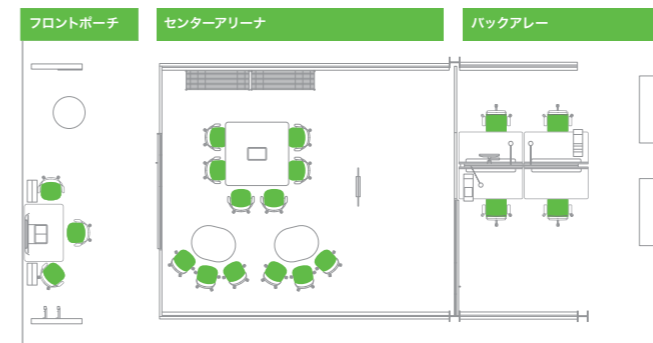 フロントポーチ
センターアリーナ
バックアレー